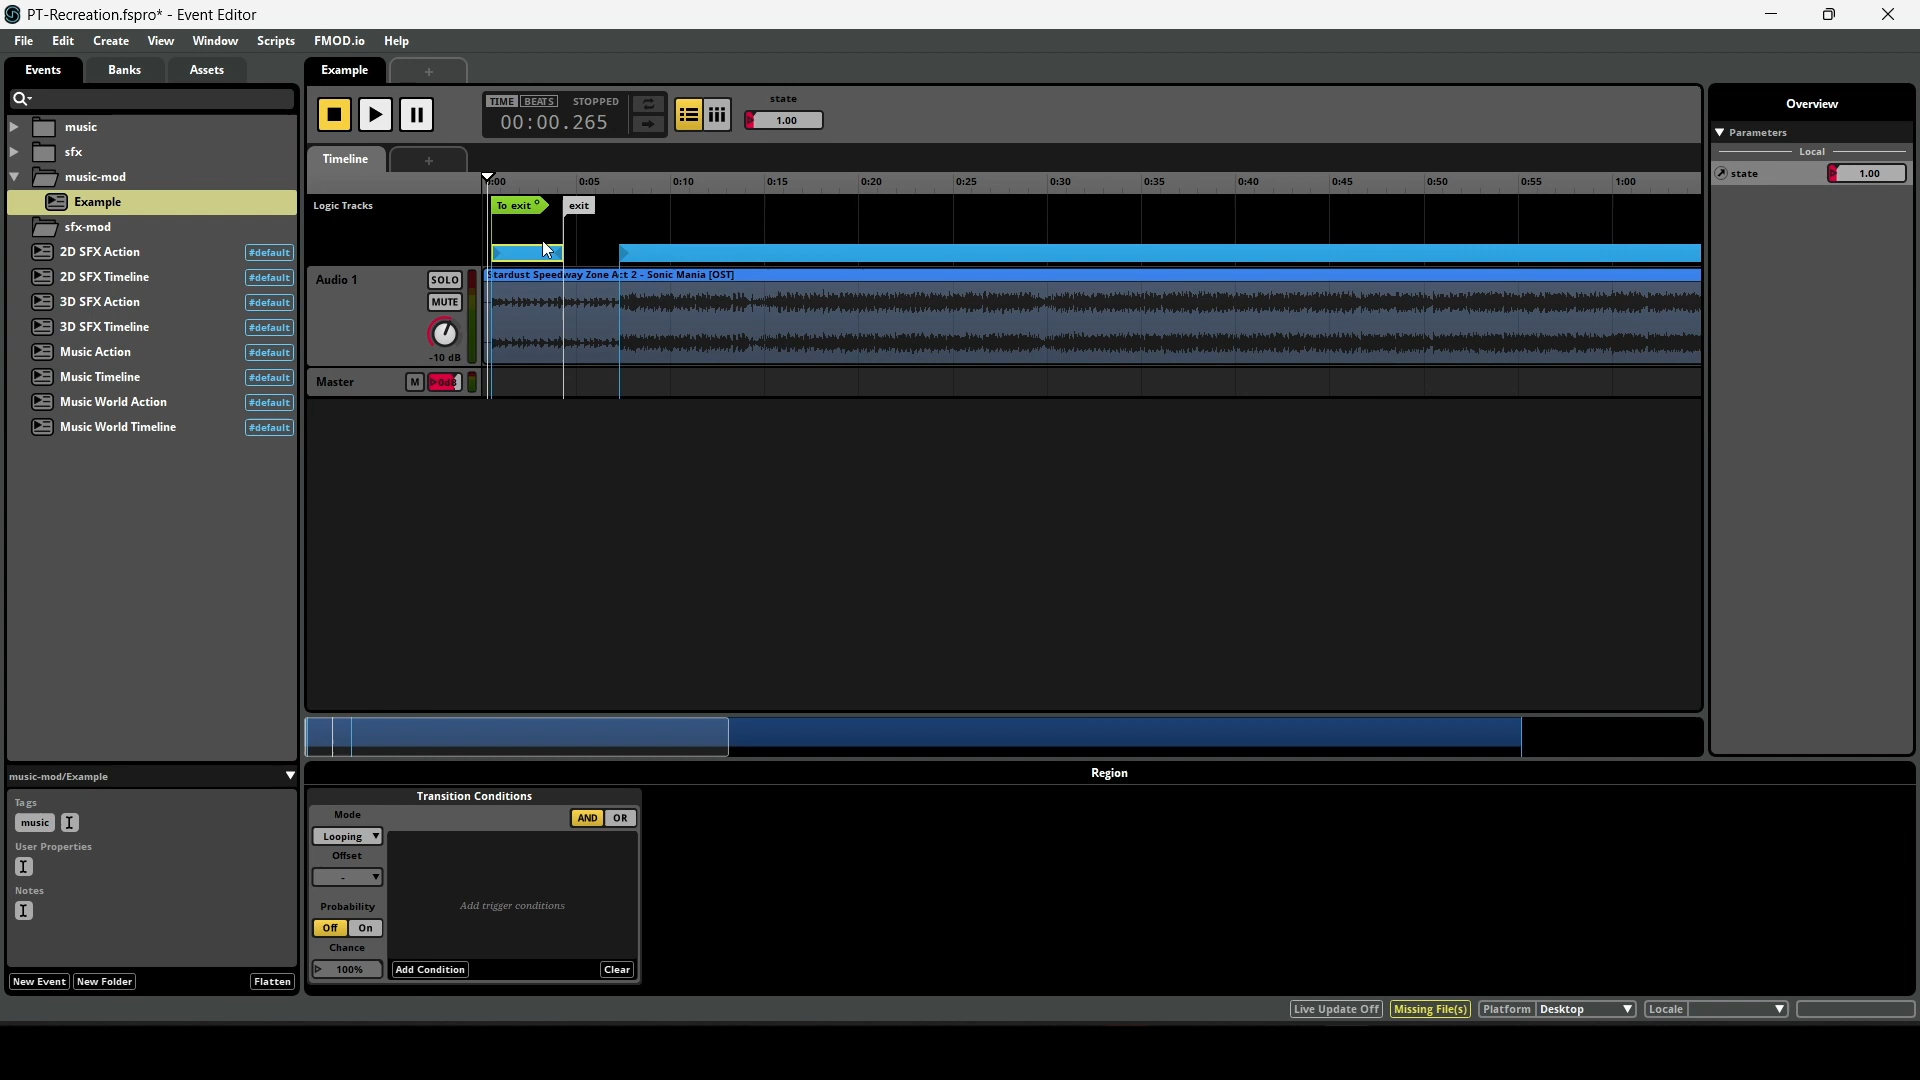 PT-Recreation.fspro* - Event Editor
File Edit Create View Window Scripts FMOD.io Help
Events Banks Assets
music
sfx
music-mod
Example
sfx-mod
2D SFX Action #default
2D SFX Timeline #default
3D SFX Action #default
3D SFX Timeline #default
Music Action #default
Music Timeline #default
Music World Action #default
Music World Timeline #default
music-mod/Example
Tags
music
User Properties
Notes
New Event New Folder Flatten
Example +
TIME BEATS STOPPED
00:00.265
state
1.00
Timeline +
0:05 0:10 0:15 0:20 0:25 0:30 0:35 0:40 0:45 0:50 0:55 1:00
Logic Tracks
To exit exit
Audio 1 SOLO
MUTE
-10 dB
Stardust Speedway Zone Act 2 - Sonic Mania [OST]
Master M 0dB
Region
Transition Conditions
Mode
Looping
Offset
-
Probability
Off On
Chance
100%
AND OR
Add trigger conditions
Add Condition Clear
Overview
Parameters
Local
state 1.00
Live Update Off Missing File(s) Platform Desktop Locale